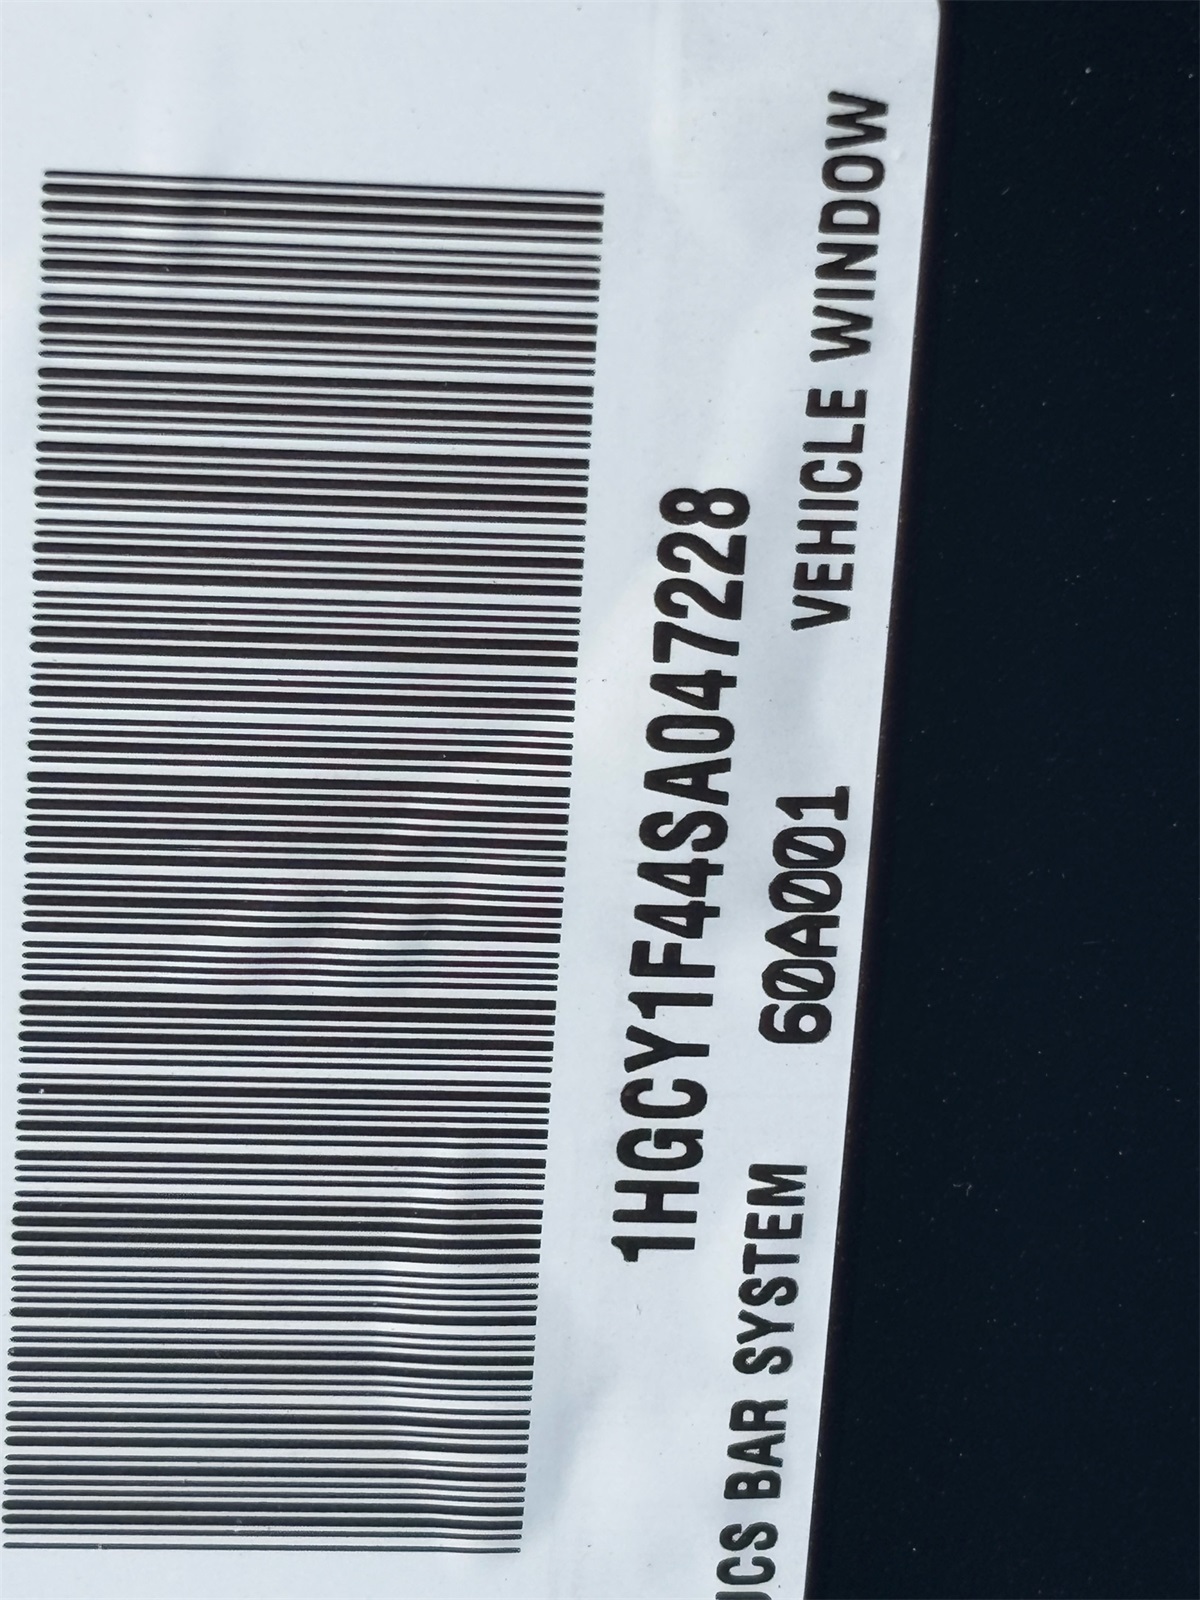 1HGCY1F44SA047228
UCS BAR SYSTEM 60A001 VEHICLE WINDOW